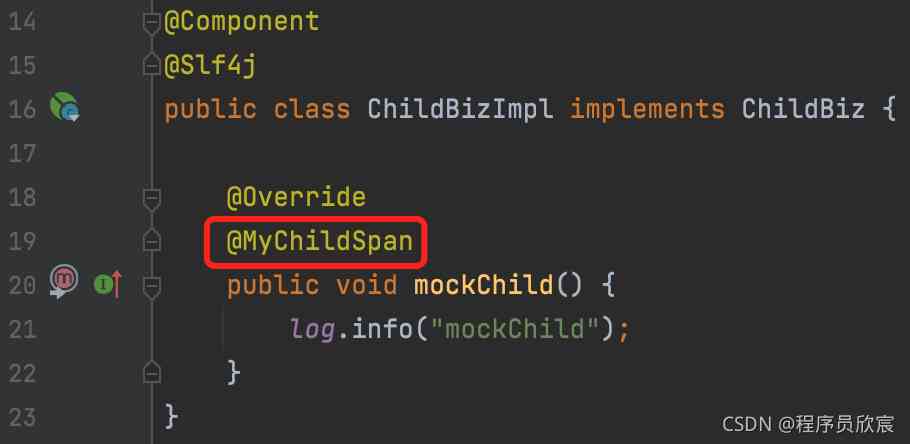 14 @Component
15 @Slf4j
16 public class ChildBizImpl implements ChildBiz {
17
18 @Override
19 @MyChildSpan
20 public void mockChild() {
21 log.info("mockChild");
22 }
23 }
CSDN @程序员欣宸